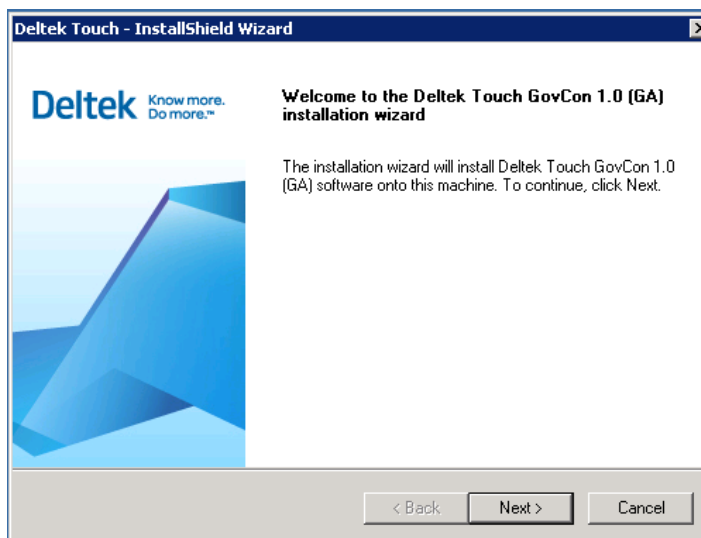 Deltek Touch - InstallShield Wizard
Deltek Know more.
Do more.™
Welcome to the Deltek Touch GovCon 1.0 (GA)
installation wizard
The installation wizard will install Deltek Touch GovCon 1.0
(GA) software onto this machine. To continue, click Next.
< Back Next > Cancel